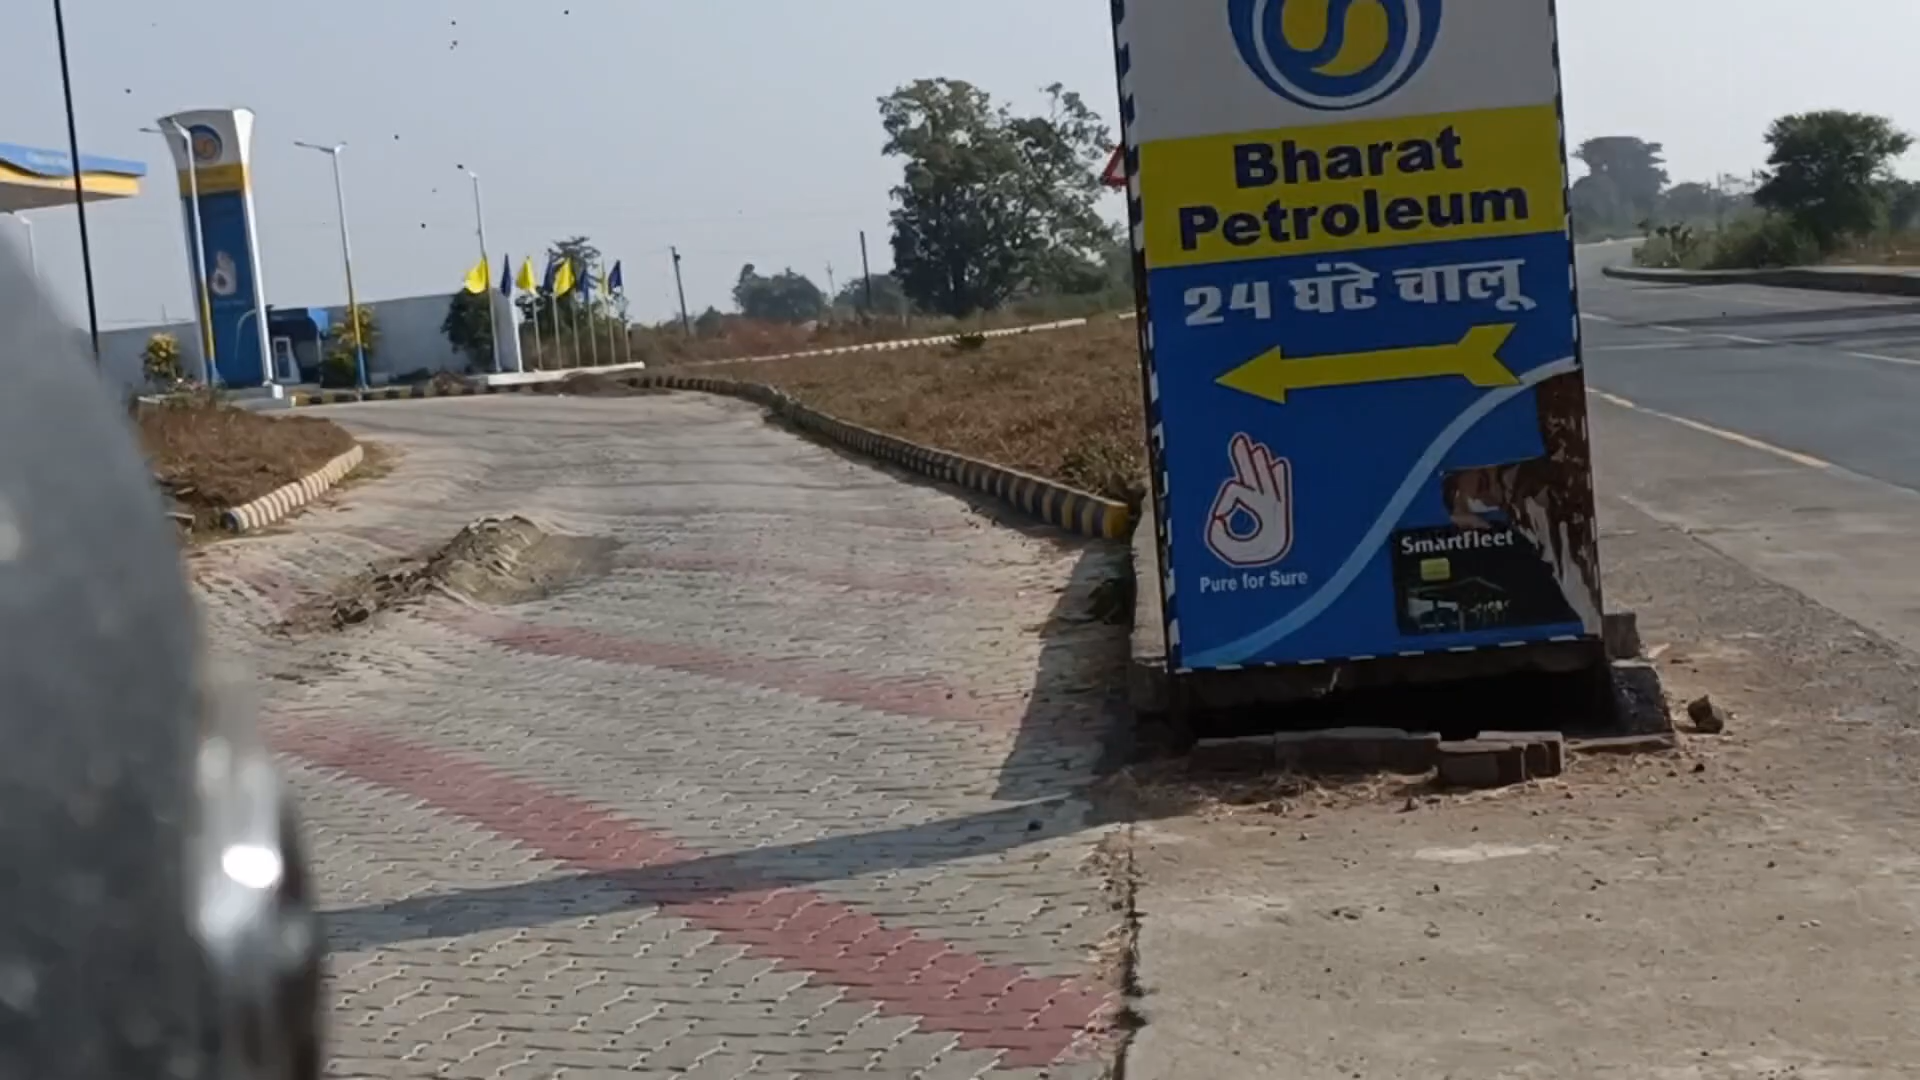 Bharat
Petroleum
24 घंटे चालू
Pure for Sure
SmartFleet